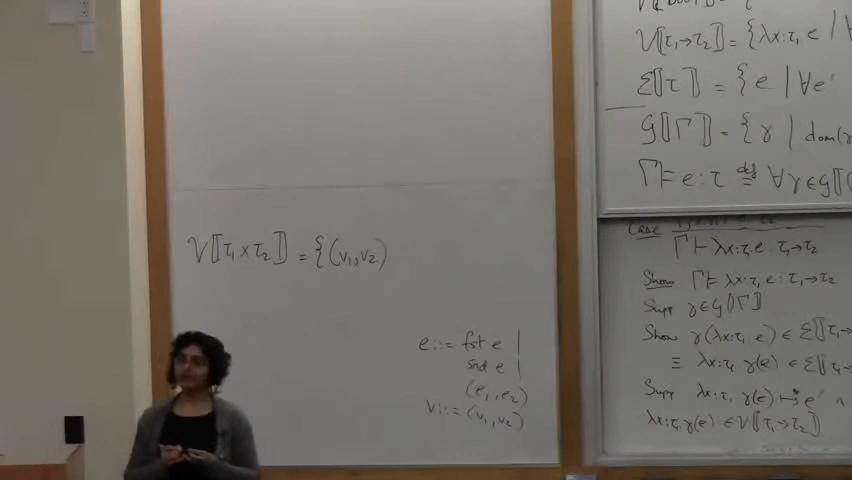 V⟦τ₁×τ₂⟧ = {(v₁,v₂)
e::= fst e |
snd e |
(e₁,e₂)
v::= (v₁,v₂)
V⟦τ₁→τ₂⟧ = {λx:τ₁ e | ∀
Ɛ⟦τ⟧ = {e | ∀e'
G⟦Γ⟧ = {γ | dom(γ
Γ ⊨ e:τ def≡ ∀γ∈G⟦
Case
Γ ⊢ λx:τ₁.e : τ₁→τ₂
Show Γ ⊨ λx:τ₁ e : τ₁→τ₂
Supp γ∈G⟦Γ⟧
Show γ(λx:τ₁ e) ∈ Ɛ⟦τ₁→
≡ λx:τ₁ γ(e) ∈ Ɛ⟦τ₁→
Supp λx:τ₁. γ(e) ↦* e' ∧
λx:τ₁ γ(e) ∈ V⟦τ₁→τ₂⟧